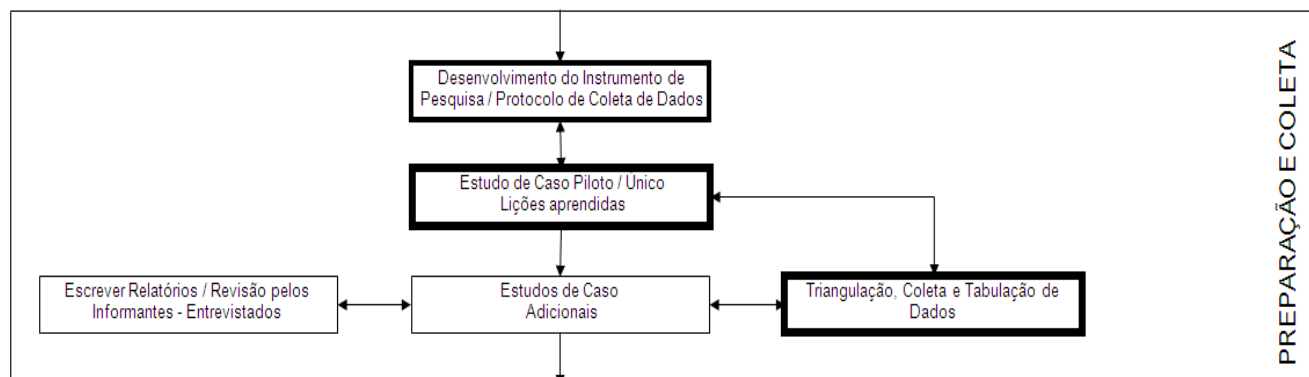 Desenvolvimento do Instrumento de
Pesquisa / Protocolo de Coleta de Dados
Estudo de Caso Piloto / Único
Lições aprendidas
Escrever Relatórios / Revisão pelos
Informantes - Entrevistados
Estudos de Caso
Adicionais
Triangulação, Coleta e Tabulação de
Dados
PREPARAÇÃO E COLETA